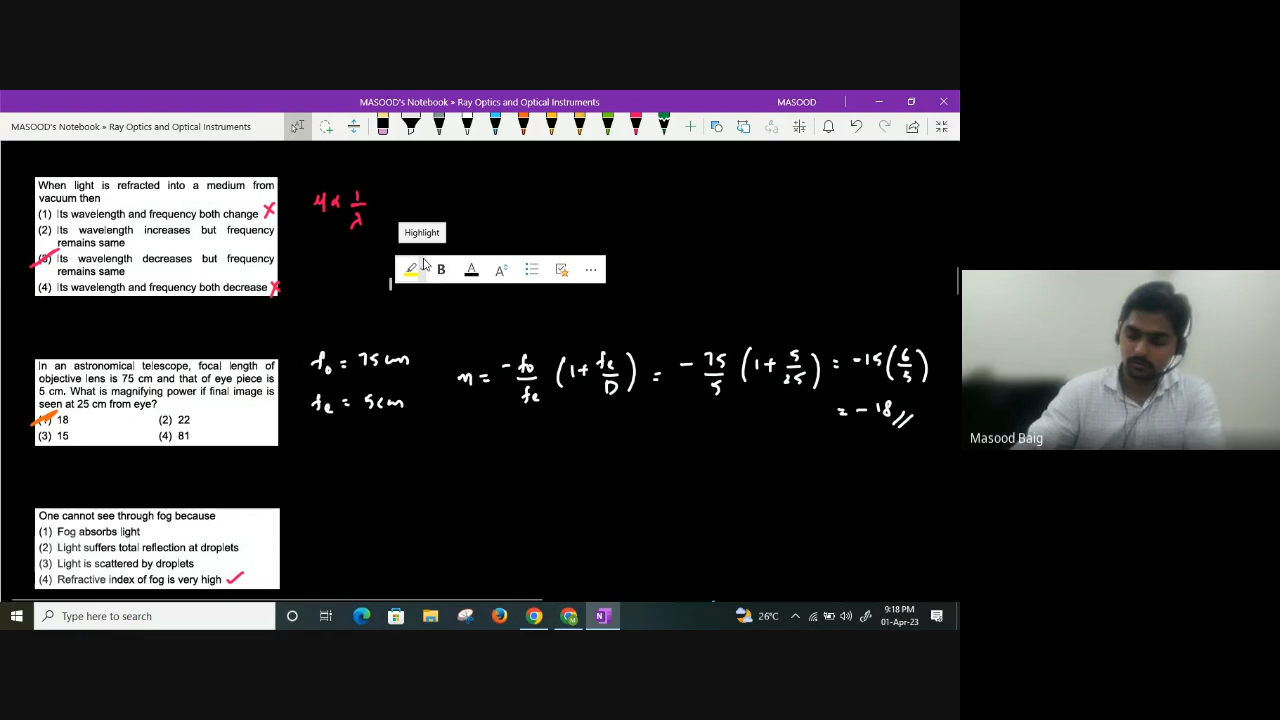 MASOOD's Notebook » Ray Optics and Optical Instruments
MASOOD
MASOOD's Notebook » Ray Optics and Optical Instruments
When light is refracted into a medium from
vacuum then
(1) Its wavelength and frequency both change
(2) Its wavelength increases but frequency
remains same
(3) Its wavelength decreases but frequency
remains same
(4) Its wavelength and frequency both decrease
μ ∝ 1/λ
Highlight
B A A
In an astronomical telescope, focal length of
objective lens is 75 cm and that of eye piece is
5 cm. What is magnifying power if final image is
seen at 25 cm from eye?
(1) 18 (2) 22
(3) 15 (4) 81
f₀ = 75cm
fₑ = 5cm
m = -f₀/fₑ (1 + fₑ/D) = -75/5 (1 + 5/25) = -15(6/5)
= -18 //
Masood Baig
One cannot see through fog because
(1) Fog absorbs light
(2) Light suffers total reflection at droplets
(3) Light is scattered by droplets
(4) Refractive index of fog is very high
Type here to search
26°C
9:18 PM
01-Apr-23